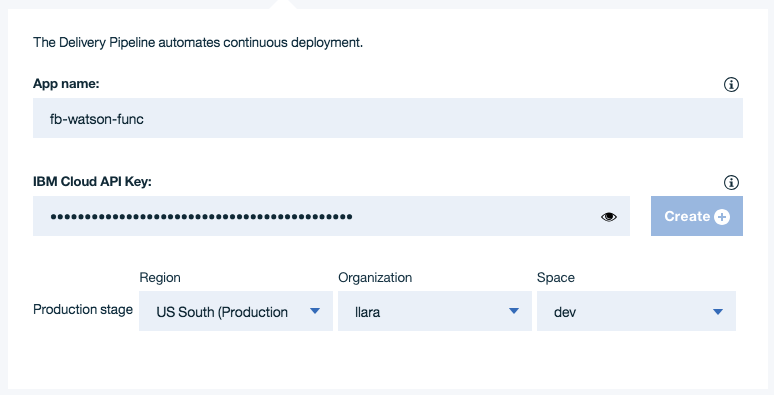 The Delivery Pipeline automates continuous deployment.
App name:
fb-watson-func
IBM Cloud API Key:
••••••••••••••••••••••••••••••••••••••••••••
Create
Region Organization Space
Production stage US South (Production llara dev